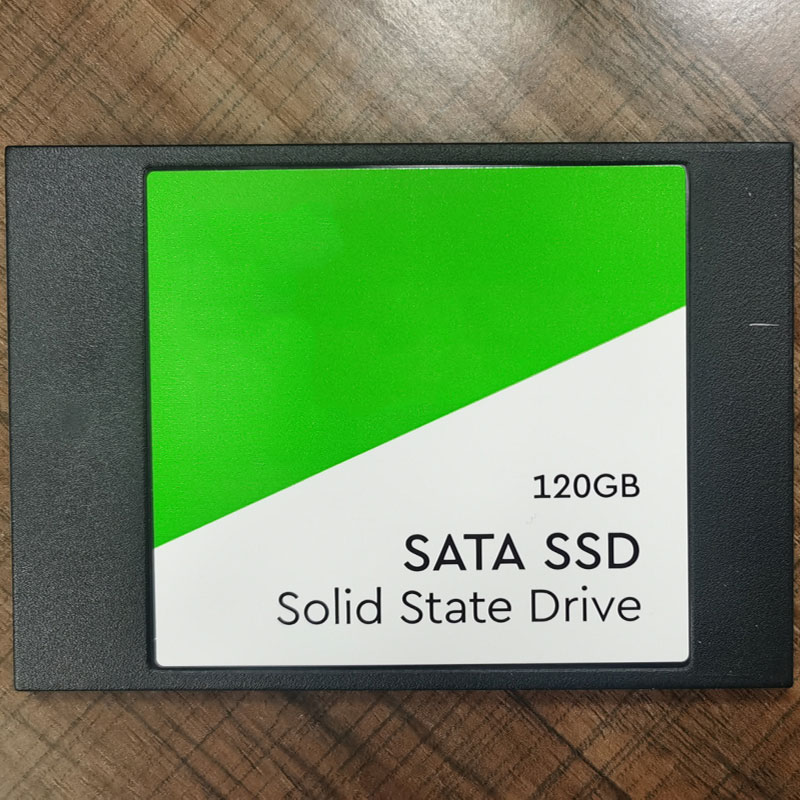 120GB
SATA SSD
Solid State Drive